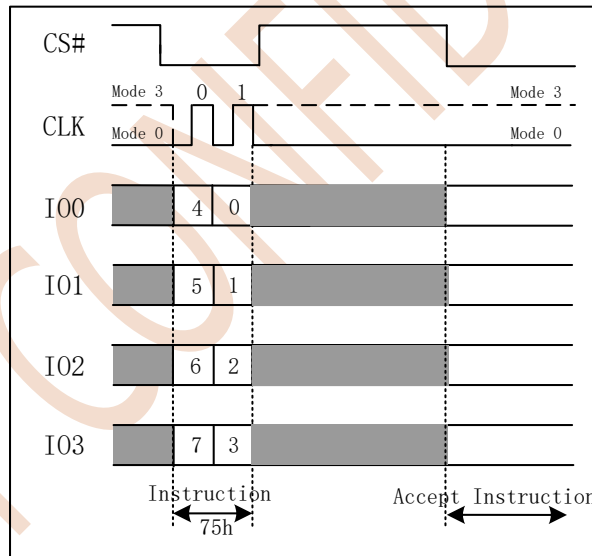 CS#
Mode 3 0 1 Mode 3
CLK
Mode 0 Mode 0
IO0 4 0
IO1 5 1
IO2 6 2
IO3 7 3
Instruction Accept Instruction
75h